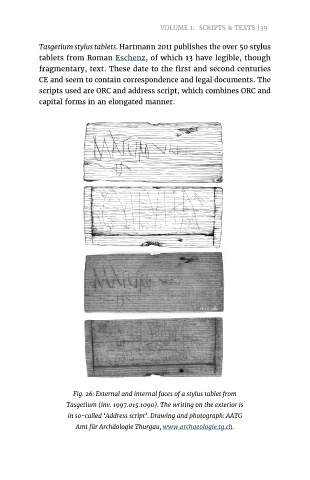 VOLUME 1: SCRIPTS & TEXTS |39
Tasgetium stylus tablets. Hartmann 2011 publishes the over 50 stylus
tablets from Roman Eschenz, of which 13 have legible, though
fragmentary, text. These date to the first and second centuries
CE and seem to contain correspondence and legal documents. The
scripts used are ORC and address script, which combines ORC and
capital forms in an elongated manner.
Fig. 26: External and internal faces of a stylus tablet from
Tasgetium (inv. 1997.015.1090). The writing on the exterior is
in so-called ‘Address script’. Drawing and photograph: AATG
Amt für Archäologie Thurgau, www.archaeologie.tg.ch.